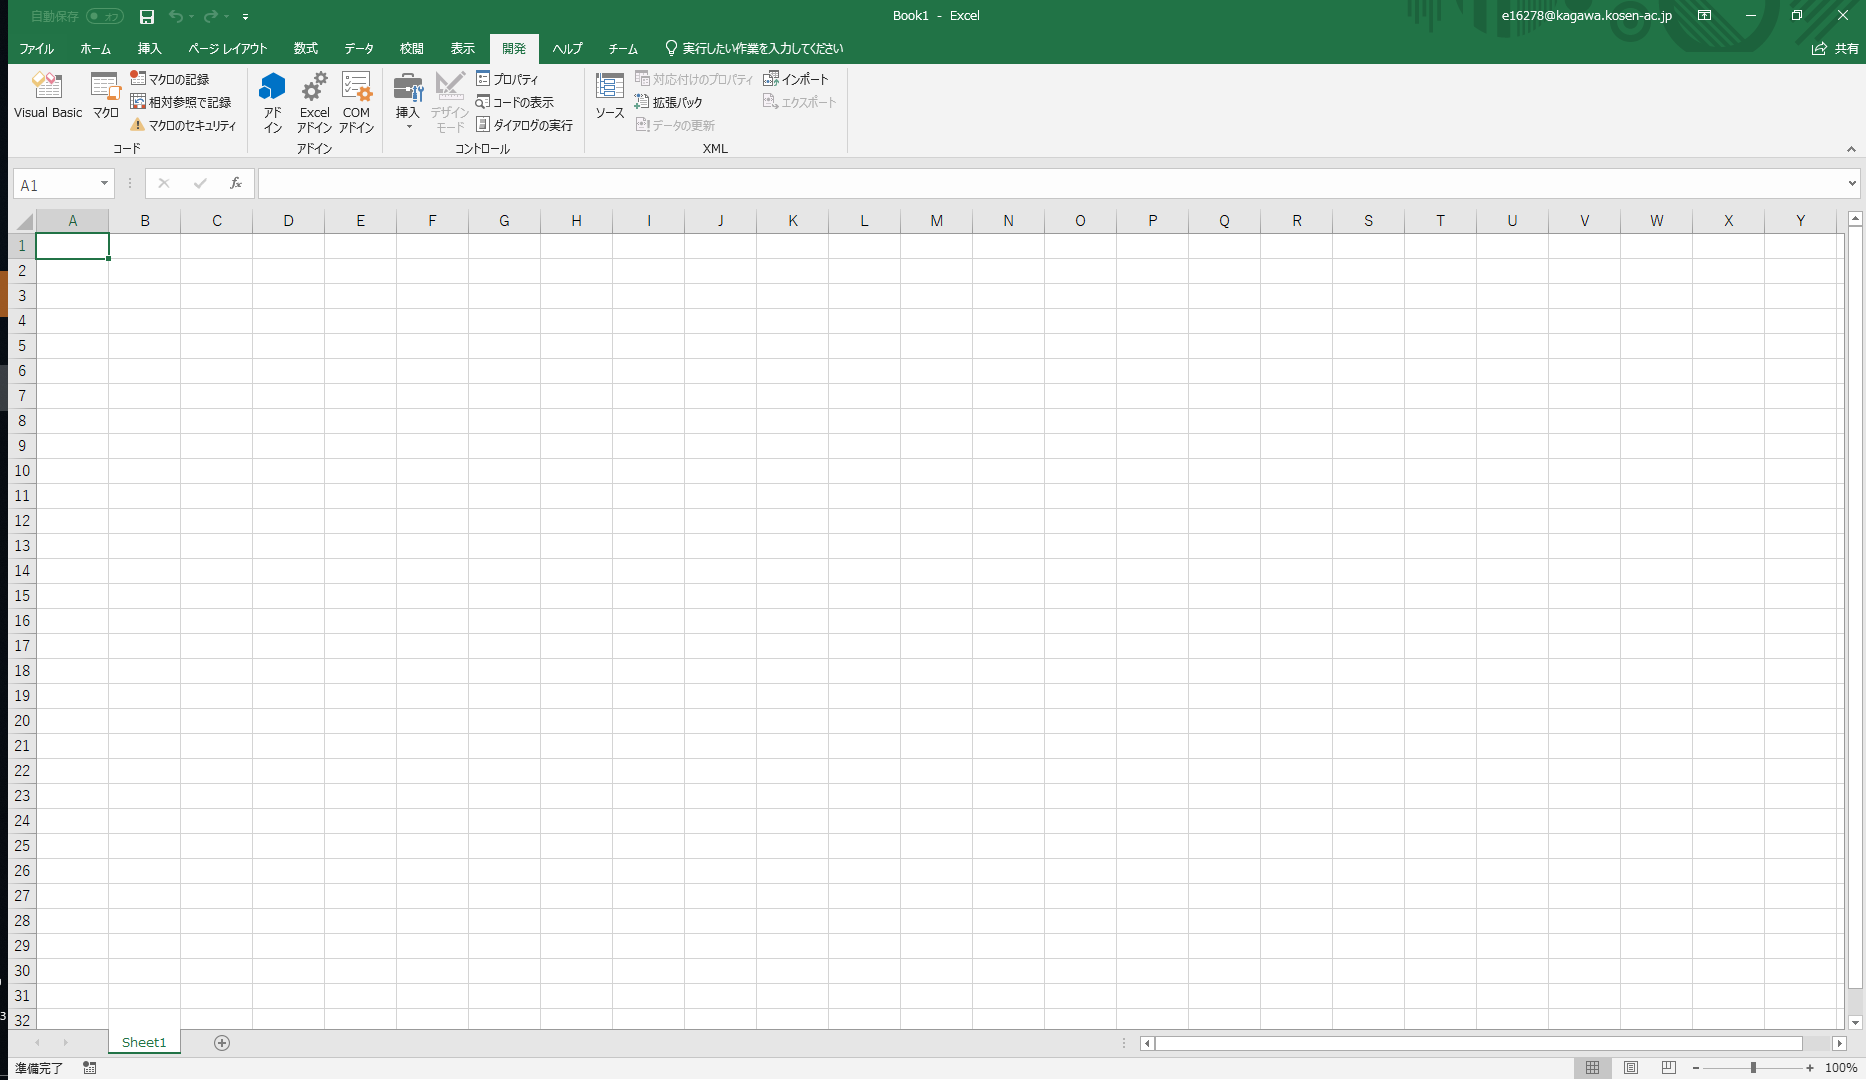 自動保存 オフ Book1 - Excel e16278@kagawa.kosen-ac.jp
ファイル ホーム 挿入 ページ レイアウト 数式 データ 校閲 表示 開発 ヘルプ チーム 実行したい作業を入力してください 共有
Visual Basic
マクロ
マクロの記録
相対参照で記録
マクロのセキュリティ
コード
アド
イン
Excel
アドイン
COM
アドイン
アドイン
挿入
デザイン
モード
プロパティ
コードの表示
ダイアログの実行
コントロール
ソース
対応付けのプロパティ
拡張パック
データの更新
インポート
エクスポート
XML
A1 fx
A B C D E F G H I J K L M N O P Q R S T U V W X Y
1
2
3
4
5
6
7
8
9
10
11
12
13
14
15
16
17
18
19
20
21
22
23
24
25
26
27
28
29
30
31
32
Sheet1
準備完了 100%